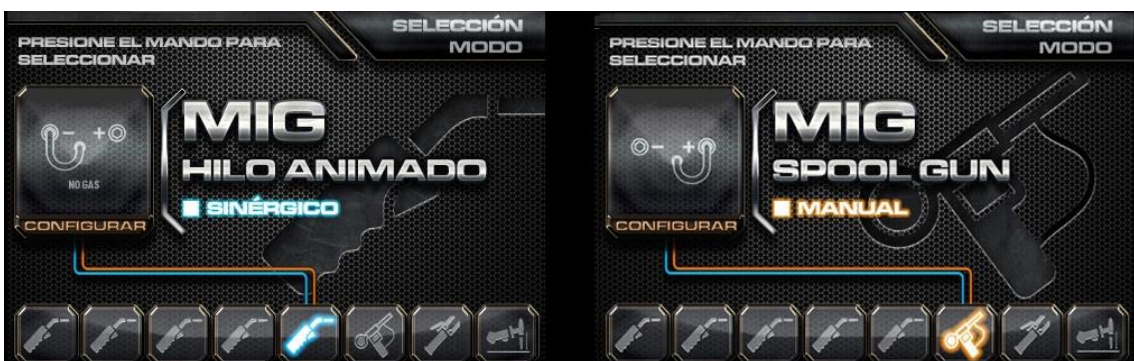 SELECCIÓN
MODO
PRESIONE EL MANDO PARA
SELECCIONAR
MIG
HILO ANIMADO
SINÉRGICO
- +
NO GAS
CONFIGURAR
SELECCIÓN
MODO
PRESIONE EL MANDO PARA
SELECCIONAR
MIG
SPOOL GUN
MANUAL
- +
CONFIGURAR